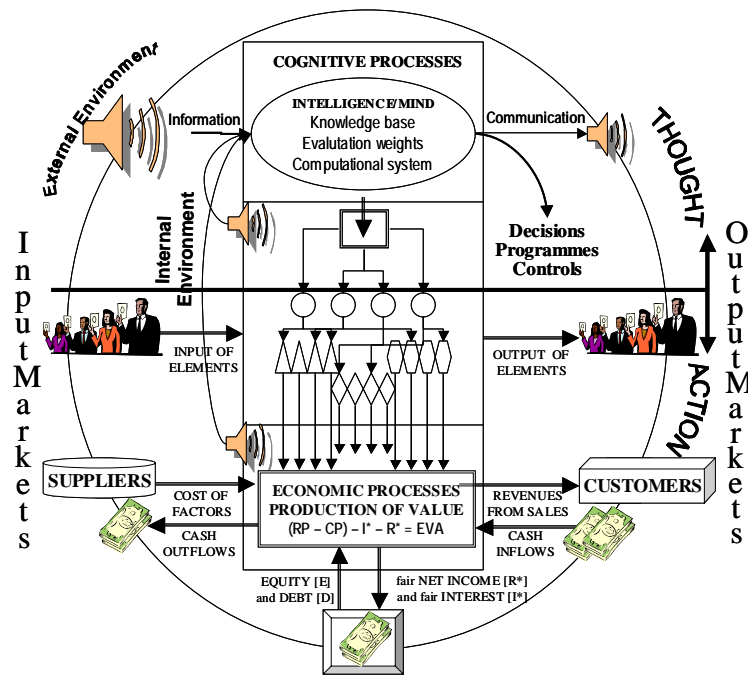 COGNITIVE PROCESSES
External Environment
Information
INTELLIGENCE/MIND
Knowledge base
Evalutation weights
Computational system
Communication
THOUGHT
Decisions
Programmes
Controls
Internal
Environment
Input Markets
Output Markets
INPUT OF
ELEMENTS
OUTPUT OF
ELEMENTS
ACTION
SUPPLIERS
COST OF
FACTORS
CASH
OUTFLOWS
ECONOMIC PROCESSES
PRODUCTION OF VALUE
(RP – CP) – I* – R* = EVA
REVENUES
FROM SALES
CASH
INFLOWS
CUSTOMERS
EQUITY [E]
and DEBT [D]
fair NET INCOME [R*]
and fair INTEREST [I*]